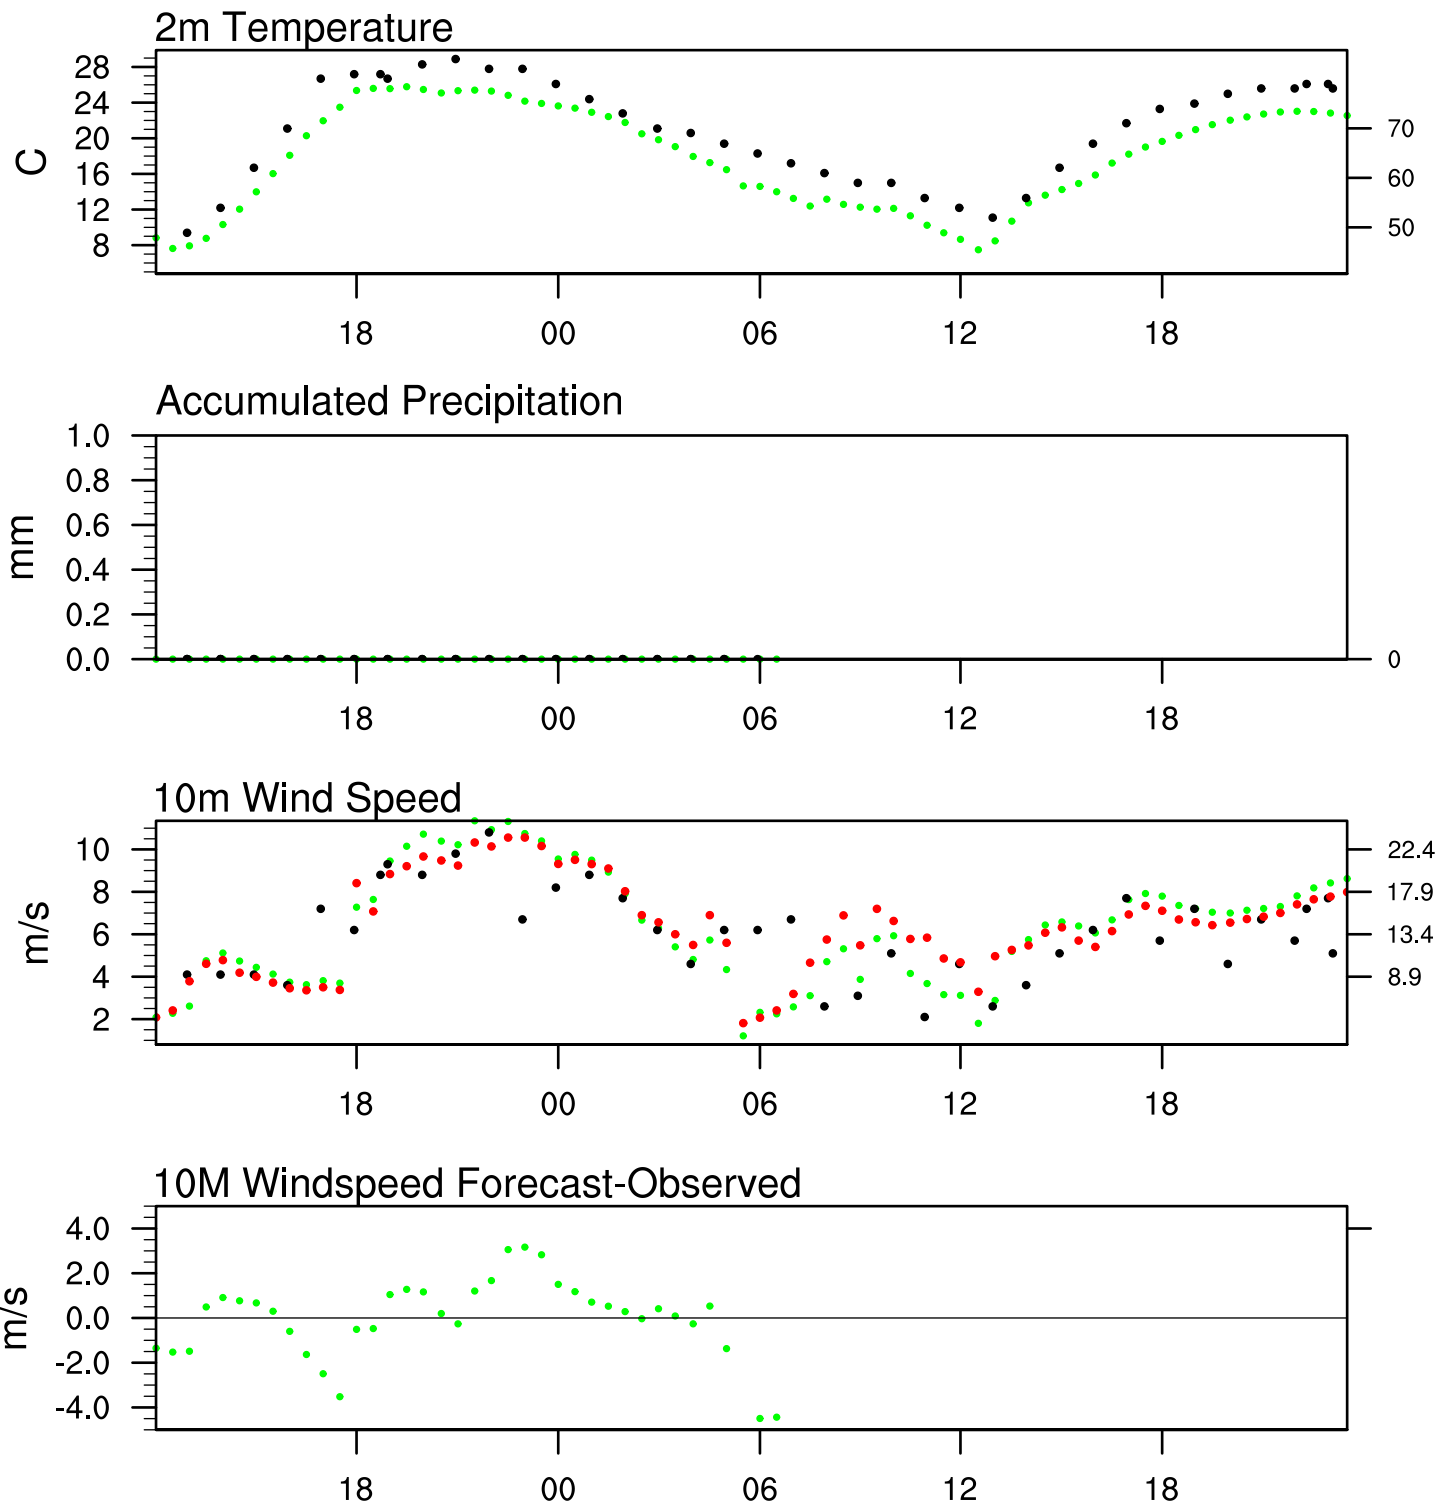 2m Temperature
28
24
20
16
12
8
C
70
60
50
18 00 06 12 18
Accumulated Precipitation
1.0
0.8
0.6
0.4
0.2
0.0
mm
0
18 00 06 12 18
10m Wind Speed
10
8
6
4
2
m/s
22.4
17.9
13.4
8.9
18 00 06 12 18
10M Windspeed Forecast-Observed
4.0
2.0
0.0
-2.0
-4.0
m/s
18 00 06 12 18